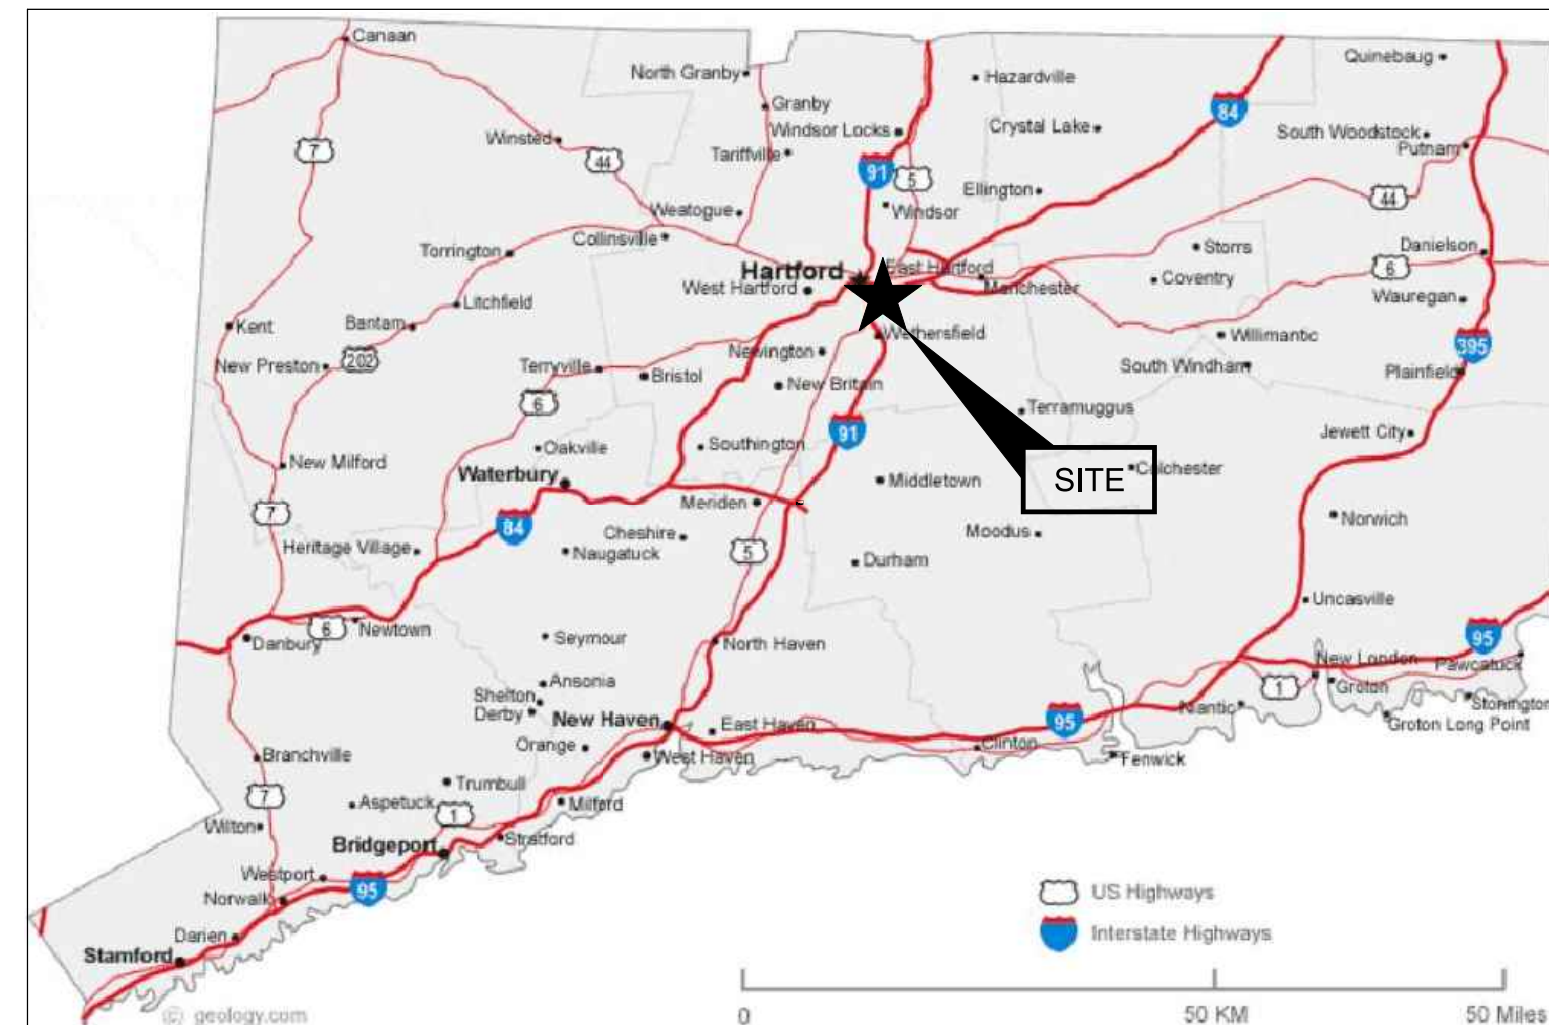 Canaan
Quinebaug
North Granby
Hazardville
Granby
84
Windsor Locks
Crystal Lake
South Woodstock
Winsted
Putnam
7
Tariffville
44
91
5
Ellington
44
Weatogue
Windsor
Collinsville
Storrs
Danielson
Torrington
Hartford
East Hartford
6
Coventry
West Hartford
Manchester
Wauregan
Litchfield
Kent
Bantam
Wethersfield
Willimantic
395
Newington
New Preston
202
Terryville
South Windham
Plainfield
Bristol
New Britain
6
Terramuggus
91
Jewett City
Oakville
Southington
New Milford
Waterbury
Colchester
Middletown
SITE
Meriden
7
84
Norwich
Cheshire
Moodus
Heritage Village
Naugatuck
5
Durham
Uncasville
6
Newtown
Danbury
Seymour
North Haven
95
New London
Pawcatuck
Ansonia
1
Groton
Shelton
Derby
Niantic
Stonington
New Haven
East Haven
95
Groton Long Point
Orange
Clinton
Branchville
West Haven
Fenwick
Trumbull
7
Aspetuck
1
Milford
Wilton
Stratford
Bridgeport
Westport
95
US Highways
Norwalk
Interstate Highways
Darien
Stamford
© geology.com
0
50 KM
50 Miles